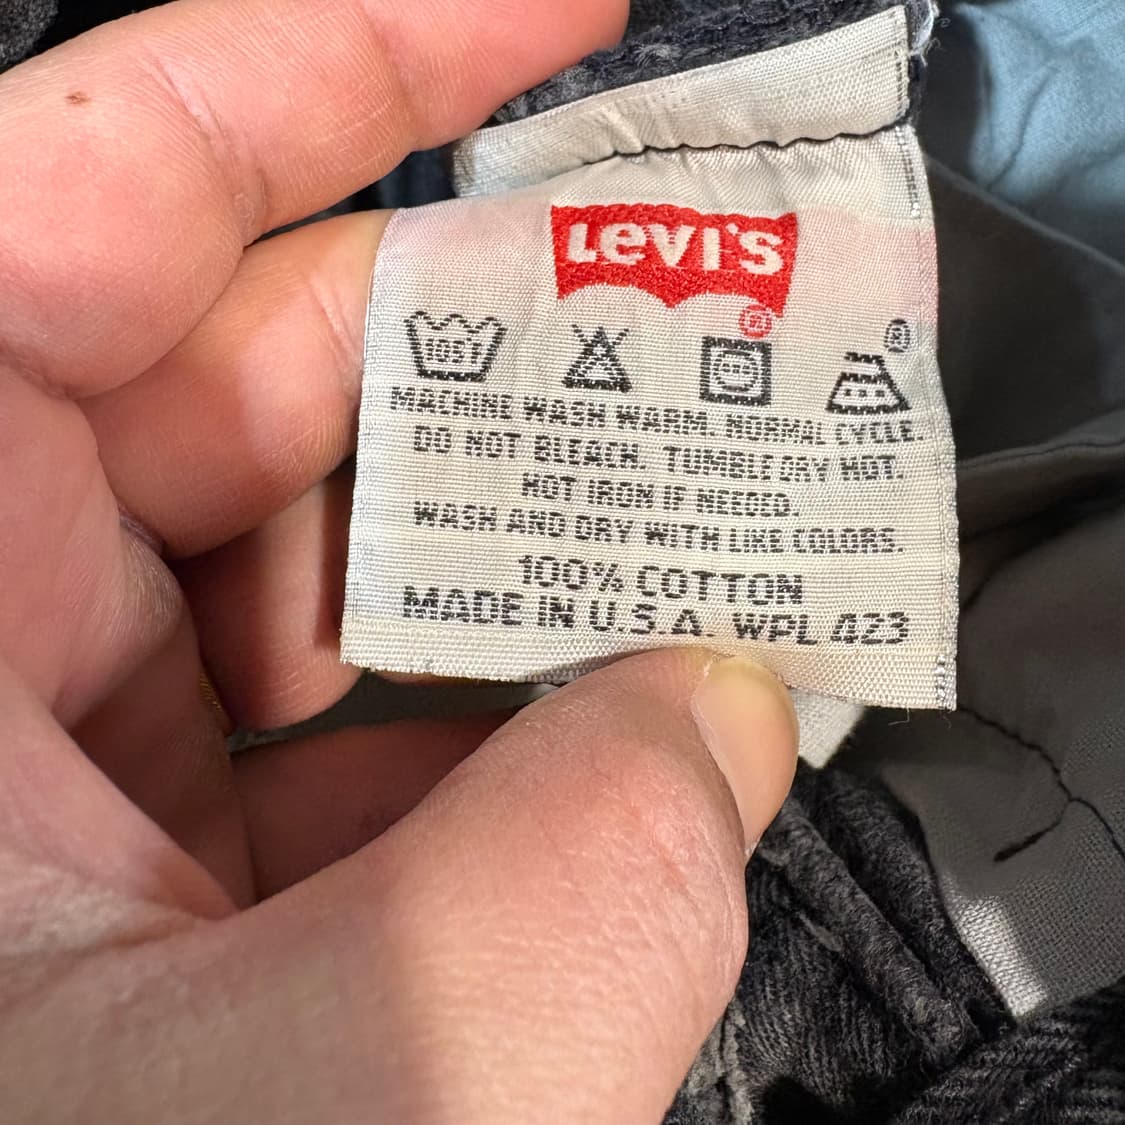 LEVI'S
®
®
105F
MACHINE WASH WARM. NORMAL CYCLE.
DO NOT BLEACH. TUMBLE DRY HOT.
HOT IRON IF NEEDED.
WASH AND DRY WITH LIKE COLORS.
100% COTTON
MADE IN U.S.A. WPL 423